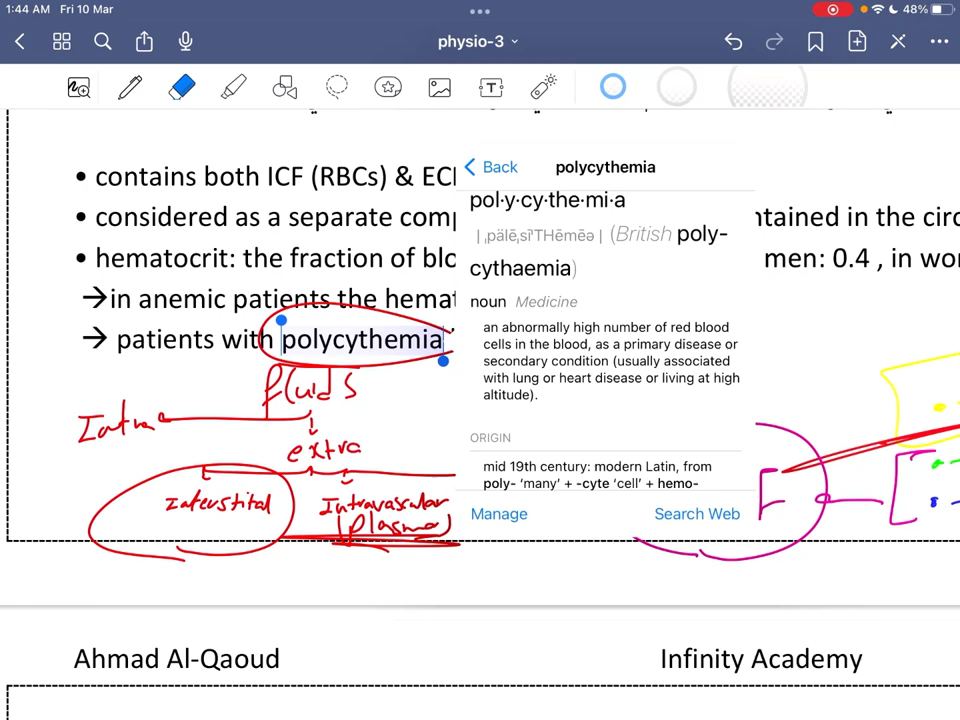 1:44 AM Fri 10 Mar
48%
physio-3
• contains both ICF (RBCs) & EC
• considered as a separate comp
ntained in the circ
• hematocrit: the fraction of blo
men: 0.4 , in wo
→in anemic patients the hemat
→ patients with polycythemia
Back
polycythemia
pol·y·cy·the·mi·a
| ˌpälēˌsīˈTHēmēə | (British poly-
cythaemia)
noun Medicine
an abnormally high number of red blood
cells in the blood, as a primary disease or
secondary condition (usually associated
with lung or heart disease or living at high
altitude).
ORIGIN
mid 19th century: modern Latin, from
poly- ‘many’ + -cyte ‘cell’ + hemo-
Manage
Search Web
fluids
Intra
extra
Interstital
Intravascular
(plasma)
Ahmad Al-Qaoud
Infinity Academy